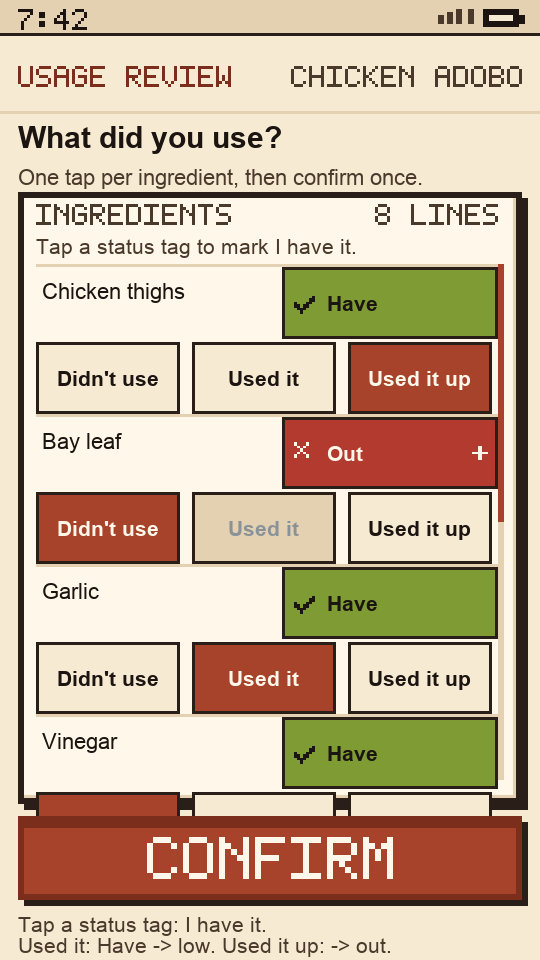 7:42
USAGE REVIEW CHICKEN ADOBO
What did you use?
One tap per ingredient, then confirm once.
INGREDIENTS 8 LINES
Tap a status tag to mark I have it.
Chicken thighs Have
Didn't use Used it Used it up
Bay leaf Out +
Didn't use Used it Used it up
Garlic Have
Didn't use Used it Used it up
Vinegar Have
CONFIRM
Tap a status tag: I have it.
Used it: Have -> low. Used it up: -> out.